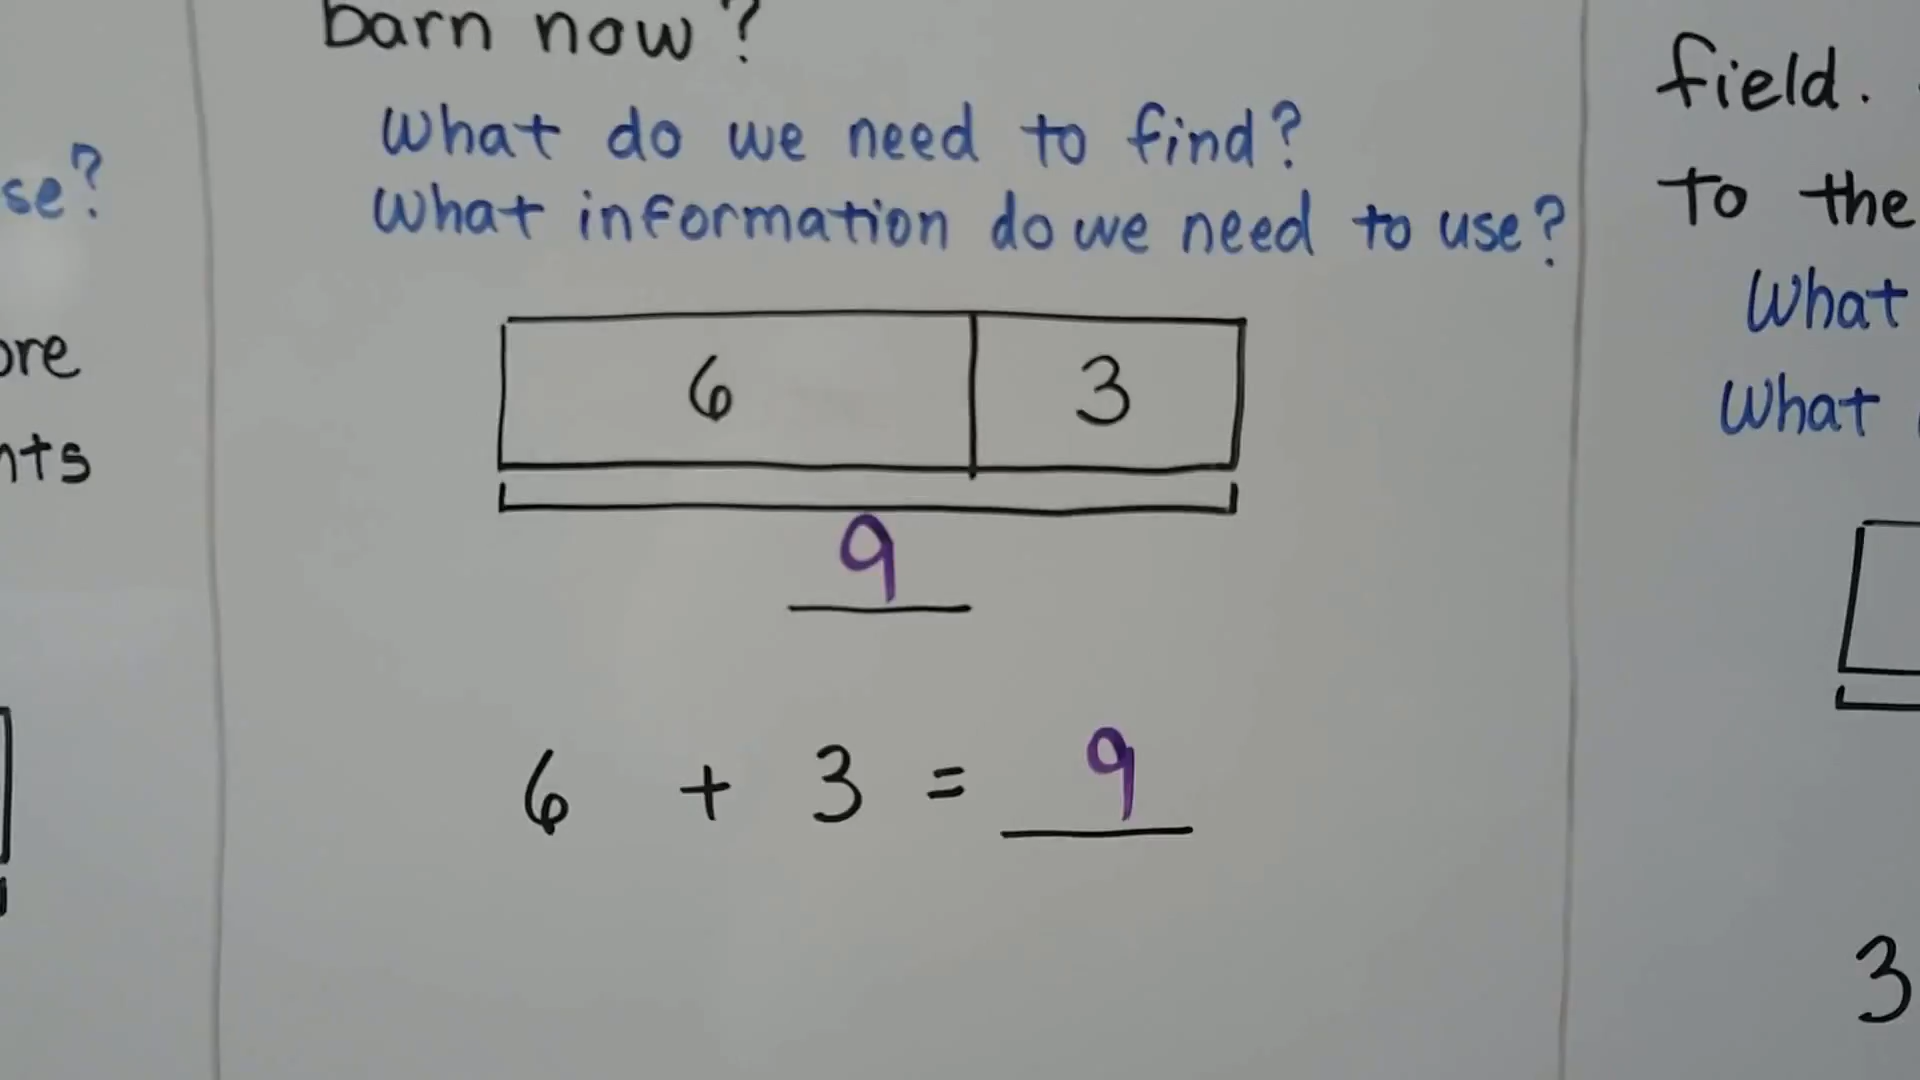 barn now?
What do we need to find?
What information do we need to use?
6 3
9
6 + 3 = 9
se?
ore
nts
field.
to the
What
What
3